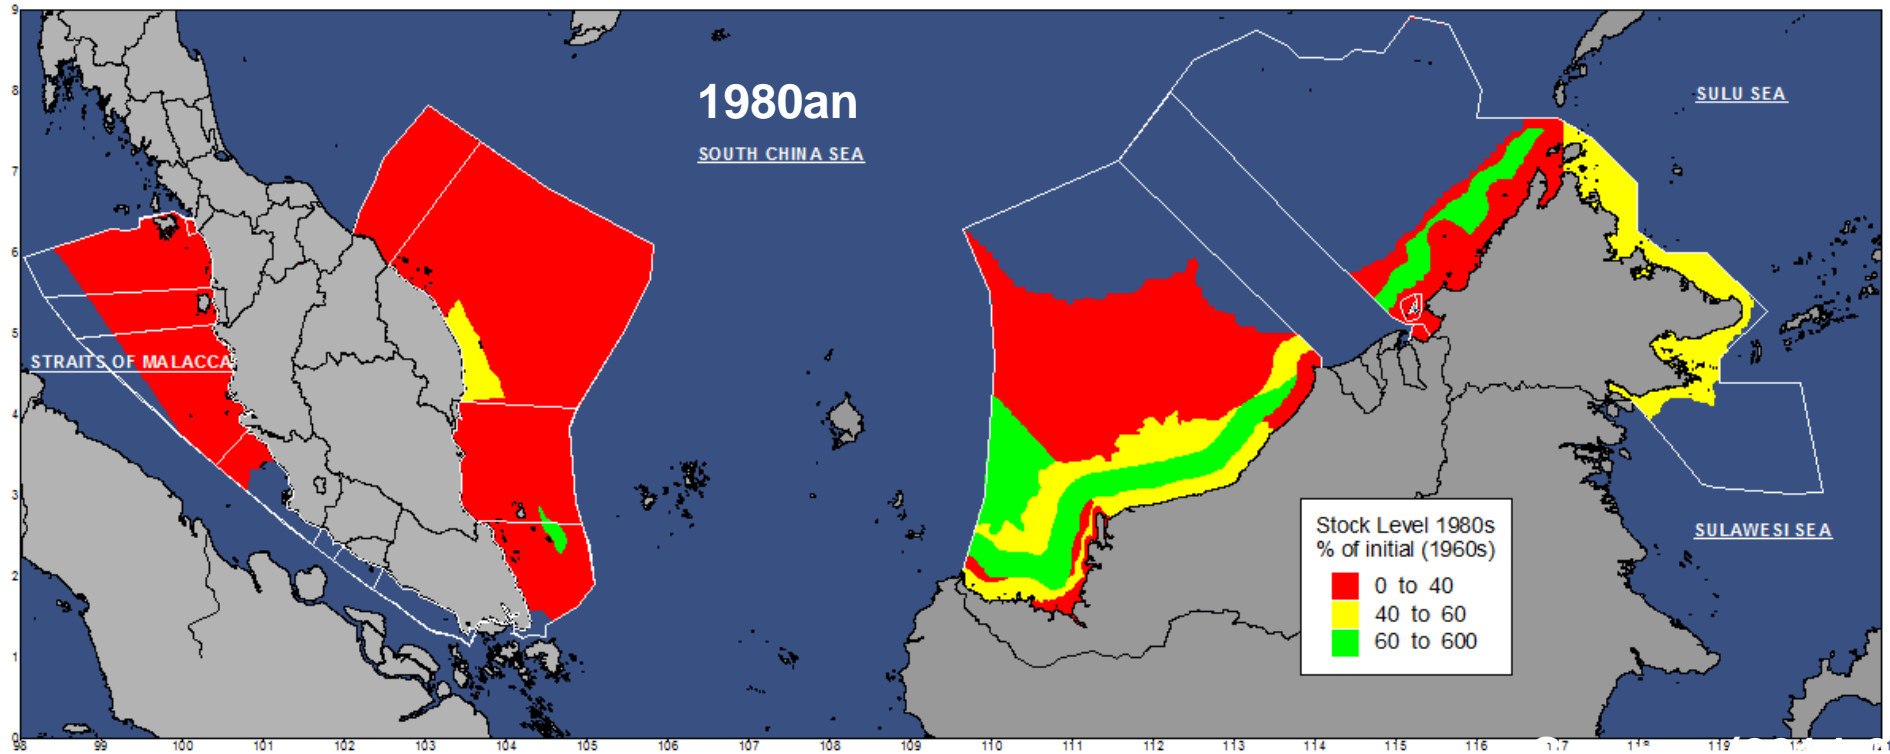 9
8
7
6
5
4
3
2
1
0
1980an
SOUTH CHINA SEA
SULU SEA
STRAITS OF MALACCA
SULAWESI SEA
Stock Level 1980s
% of initial (1960s)
0 to 40
40 to 60
60 to 600
98 99 100 101 102 103 104 105 106 107 108 109 110 111 112 113 114 115 116 117 118 119